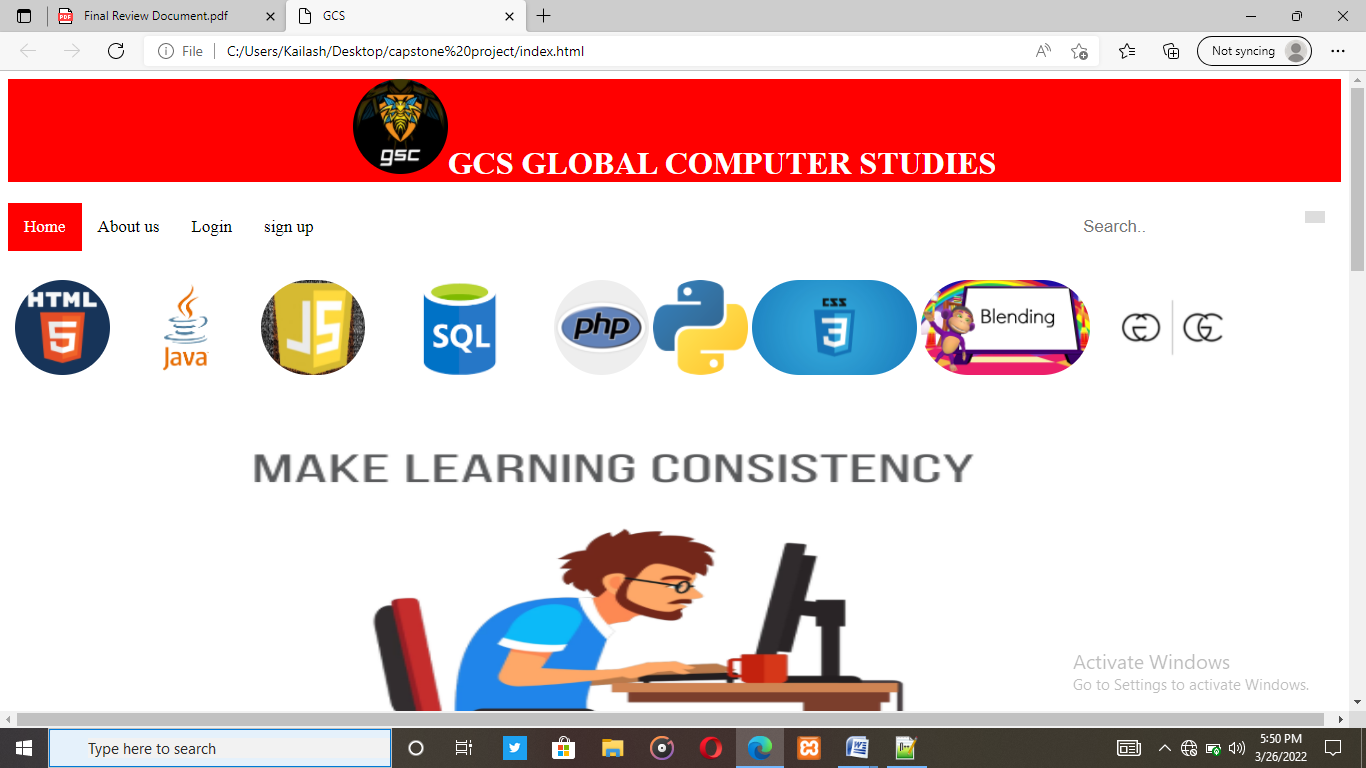 Final Review Document.pdf
GCS
File
C:/Users/Kailash/Desktop/capstone%20project/index.html
Not syncing
gsc
GCS GLOBAL COMPUTER STUDIES
Home
About us
Login
sign up
Search..
HTML
5
Java
JS
SQL
php
CSS
3
Blending
MAKE LEARNING CONSISTENCY
Activate Windows
Go to Settings to activate Windows.
Type here to search
5:50 PM
3/26/2022